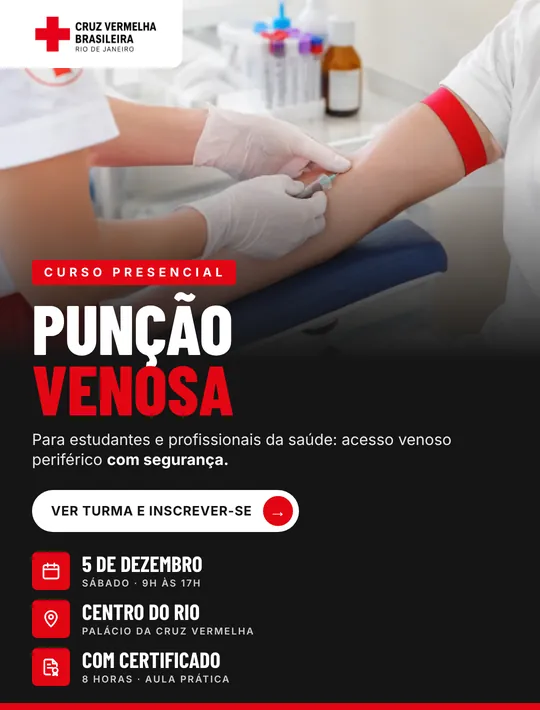 CRUZ VERMELHA
BRASILEIRA
RIO DE JANEIRO
CURSO PRESENCIAL
PUNÇÃO
VENOSA
Para estudantes e profissionais da saúde: acesso venoso
periférico com segurança.
VER TURMA E INSCREVER-SE →
5 DE DEZEMBRO
SÁBADO · 9H ÀS 17H
CENTRO DO RIO
PALÁCIO DA CRUZ VERMELHA
COM CERTIFICADO
8 HORAS · AULA PRÁTICA